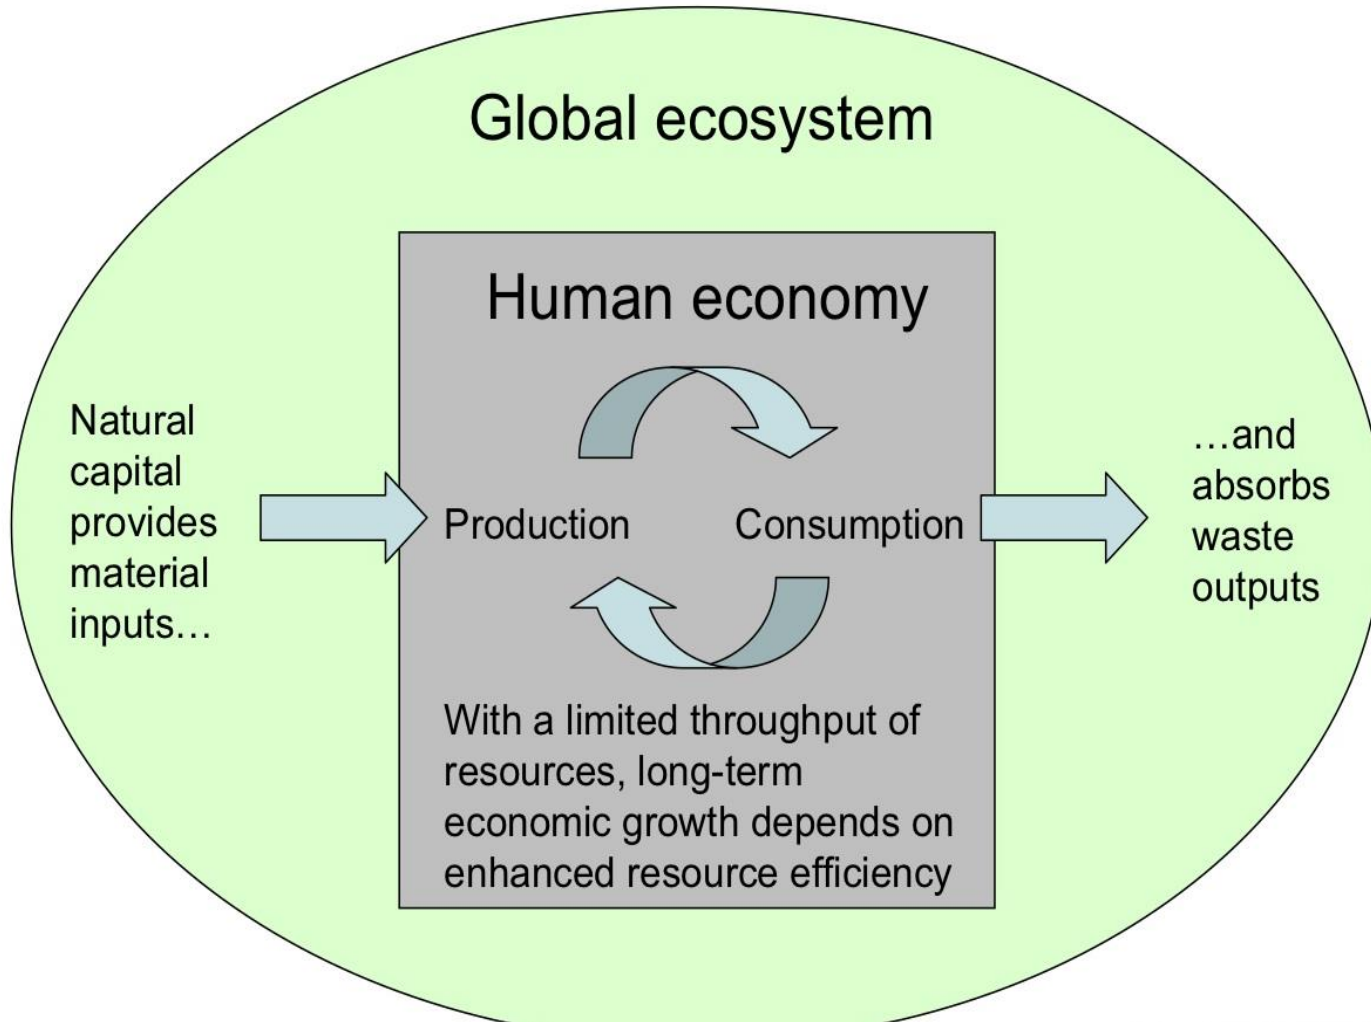 Global ecosystem
Human economy
Natural
capital
provides
material
inputs…
Production
Consumption
…and
absorbs
waste
outputs
With a limited throughput of
resources, long-term
economic growth depends on
enhanced resource efficiency